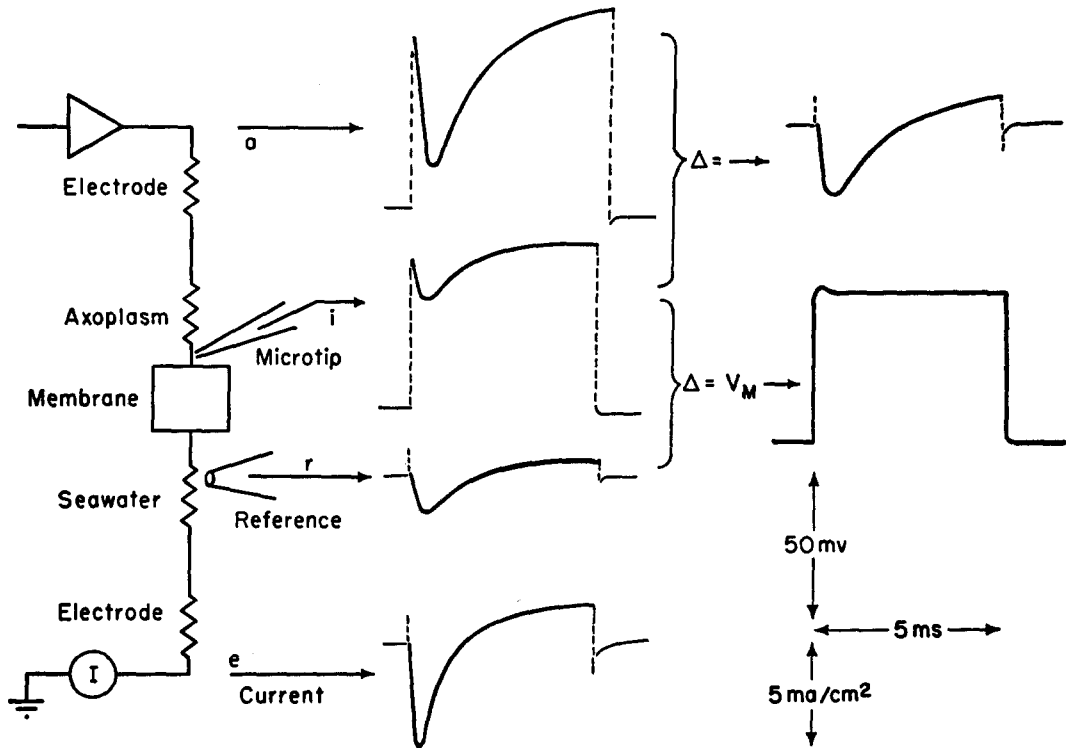 Electrode
a
Δ =
Axoplasm
i
Microtip
Membrane
Δ = V_M
r
Seawater
Reference
50 mv
Electrode
5 ms
e
I
Current
5 ma/cm²